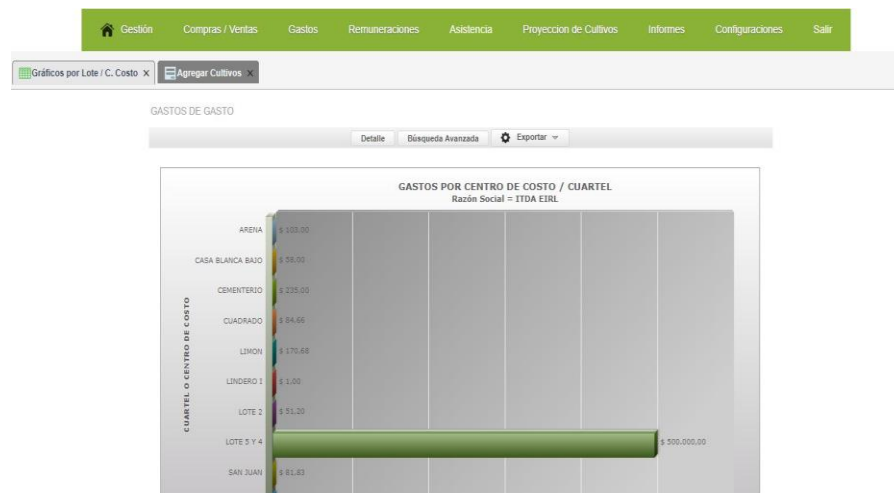 Gestión Compras / Ventas Gastos Remuneraciones Asistencia Proyeccion de Cultivos Informes Configuraciones Salir
Gráficos por Lote / C. Costo x Agregar Cultivos x
GASTOS DE GASTO
Detalle Búsqueda Avanzada Exportar
GASTOS POR CENTRO DE COSTO / CUARTEL
Razón Social = ITDA EIRL
CUARTEL O CENTRO DE COSTO
ARENA $ 103,00
CASA BLANCA BAJO $ 58,00
CEMENTERIO $ 235,00
CUADRADO $ 84,66
LIMON $ 170,68
LINDERO I $ 1,00
LOTE 2 $ 51,20
LOTE 5 Y 4 $ 500.000,00
SAN JUAN $ 81,83